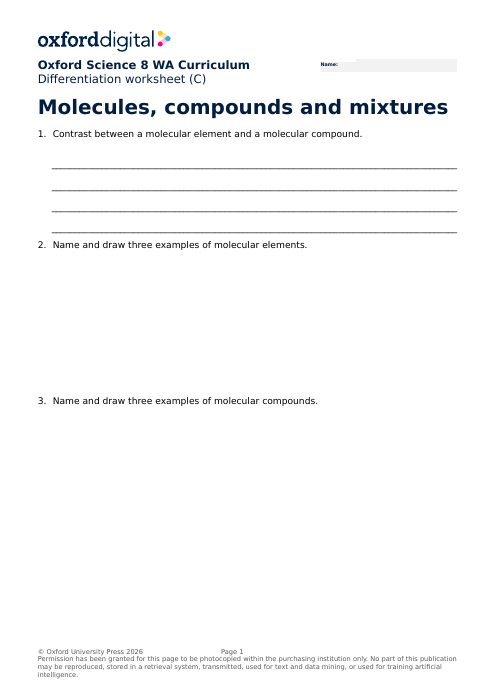 oxforddigital
Oxford Science 8 WA Curriculum
Name:
Differentiation worksheet (C)
Molecules, compounds and mixtures
1. Contrast between a molecular element and a molecular compound.
2. Name and draw three examples of molecular elements.
3. Name and draw three examples of molecular compounds.
© Oxford University Press 2026 Page 1
Permission has been granted for this page to be photocopied within the purchasing institution only. No part of this publication
may be reproduced, stored in a retrieval system, transmitted, used for text and data mining, or used for training artificial
intelligence.